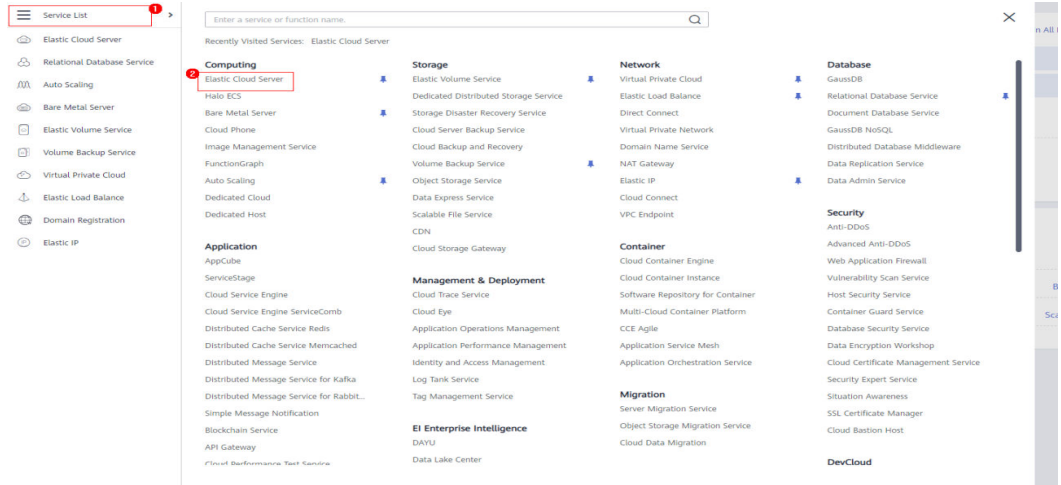 Service List
1
Elastic Cloud Server
Relational Database Service
Auto Scaling
Bare Metal Server
Elastic Volume Service
Volume Backup Service
Virtual Private Cloud
Elastic Load Balance
Domain Registration
Elastic IP
Enter a service or function name.
Recently Visited Services: Elastic Cloud Server
Computing
2
Elastic Cloud Server
Halo ECS
Bare Metal Server
Cloud Phone
Image Management Service
FunctionGraph
Auto Scaling
Dedicated Cloud
Dedicated Host
Application
AppCube
ServiceStage
Cloud Service Engine
Cloud Service Engine ServiceComb
Distributed Cache Service Redis
Distributed Cache Service Memcached
Distributed Message Service
Distributed Message Service for Kafka
Distributed Message Service for Rabbit...
Simple Message Notification
Blockchain Service
API Gateway
Cloud Performance Test Service
Storage
Elastic Volume Service
Dedicated Distributed Storage Service
Storage Disaster Recovery Service
Cloud Server Backup Service
Cloud Backup and Recovery
Volume Backup Service
Object Storage Service
Data Express Service
Scalable File Service
CDN
Cloud Storage Gateway
Management & Deployment
Cloud Trace Service
Cloud Eye
Application Operations Management
Application Performance Management
Identity and Access Management
Log Tank Service
Tag Management Service
EI Enterprise Intelligence
DAYU
Data Lake Center
Network
Virtual Private Cloud
Elastic Load Balance
Direct Connect
Virtual Private Network
Domain Name Service
NAT Gateway
Elastic IP
Cloud Connect
VPC Endpoint
Container
Cloud Container Engine
Cloud Container Instance
Software Repository for Container
Multi-Cloud Container Platform
CCE Agile
Application Service Mesh
Application Orchestration Service
Migration
Server Migration Service
Object Storage Migration Service
Cloud Data Migration
Database
GaussDB
Relational Database Service
Document Database Service
GaussDB NoSQL
Distributed Database Middleware
Data Replication Service
Data Admin Service
Security
Anti-DDoS
Advanced Anti-DDoS
Web Application Firewall
Vulnerability Scan Service
Host Security Service
Container Guard Service
Database Security Service
Data Encryption Workshop
Cloud Certificate Management Service
Security Expert Service
Situation Awareness
SSL Certificate Manager
Cloud Bastion Host
DevCloud
n All
B
Sca